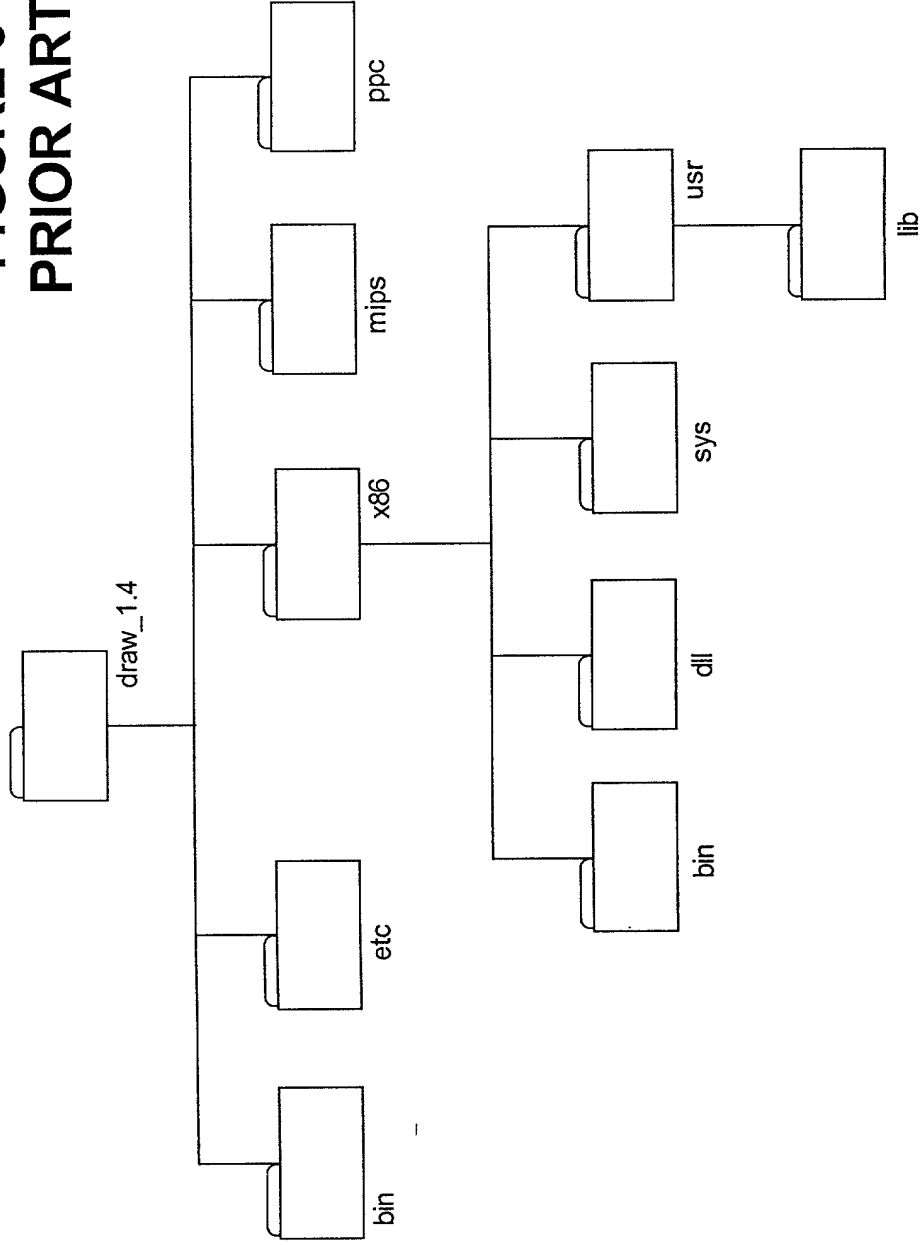 PRIOR ART
draw_1.4
bin
etc
x86
mips
ppc
bin
dll
sys
usr
lib